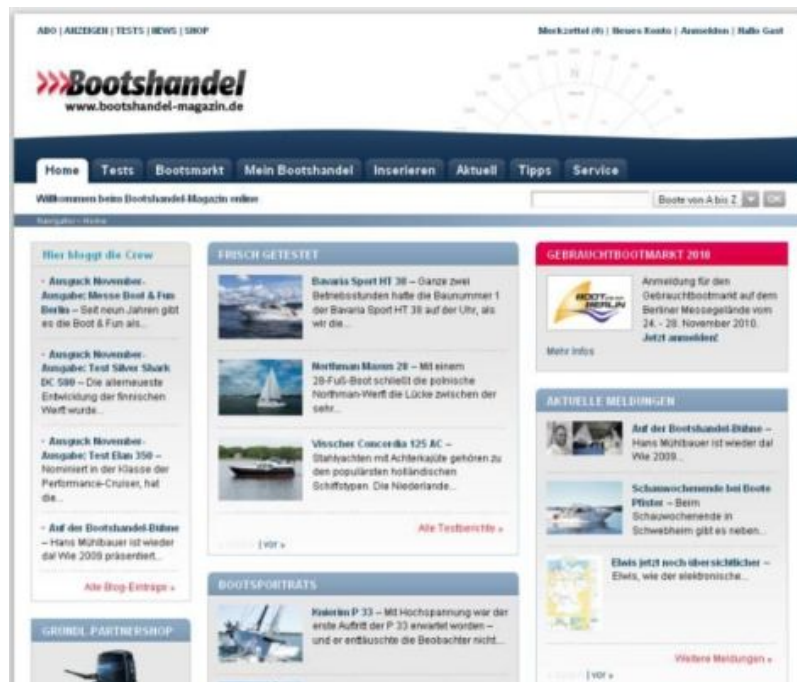 ABO | ANZEIGEN | TESTS | NEWS | SHOP
Merkzettel (0) | Neues Konto | Anmelden | Hallo Gast
>>>Bootshandel
www.bootshandel-magazin.de
Home Tests Bootsmarkt Mein Bootshandel Inserieren Aktuell Tipps Service
Willkommen beim Bootshandel-Magazin online
Boote von A bis Z OK
Navigator » Home
Hier bloggt die Crew
• Ausguck November-
Ausgabe: Messe Boot & Fun
Berlin – Seit neun Jahren gibt
es die Boot & Fun als...
• Ausguck November-
Ausgabe: Test Silver Shark
DC 580 – Die allerneueste
Entwicklung der finnischen
Werft wurde...
• Ausguck November-
Ausgabe: Test Elan 350 –
Nominiert in der Klasse der
Performance-Cruiser, hat
die...
• Auf der Bootshandel-Bühne
– Hans Mühlbauer ist wieder
da! Wie 2009 präsentiert...
Alle Blog-Einträge »
GRÜNDL PARTNERSHOP
FRISCH GETESTET
Bavaria Sport HT 38 – Ganze zwei
Betriebsstunden hatte die Baunummer 1
der Bavaria Sport HT 38 auf der Uhr, als
wir die...
Northman Maxus 28 – Mit einem
28-Fuß-Boot schließt die polnische
Northman-Werft die Lücke zwischen der
sehr...
Visscher Concordia 125 AC –
Stahlyachten mit Achterkajüte gehören zu
den populärsten holländischen
Schiffstypen. Die Niederlande...
Alle Testberichte »
| vor »
BOOTSPORTRÄTS
Knierim P 33 – Mit Hochspannung war der
erste Auftritt der P 33 erwartet worden –
und er enttäuschte die Beobachter nicht...
GEBRAUCHTBOOTMARKT 2010
BOOT
BERLIN
Anmeldung für den
Gebrauchtbootmarkt auf dem
Berliner Messegelände vom
24. - 28. November 2010.
Jetzt anmelden!
Mehr Infos
AKTUELLE MELDUNGEN
Auf der Bootshandel-Bühne –
Hans Mühlbauer ist wieder da!
Wie 2009...
Schauwochenende bei Boote
Pfister – Beim
Schauwochenende in
Schwebheim gibt es neben...
Elwis jetzt noch übersichtlicher –
Elwis, wie der elektronische...
Weitere Meldungen »
| vor »